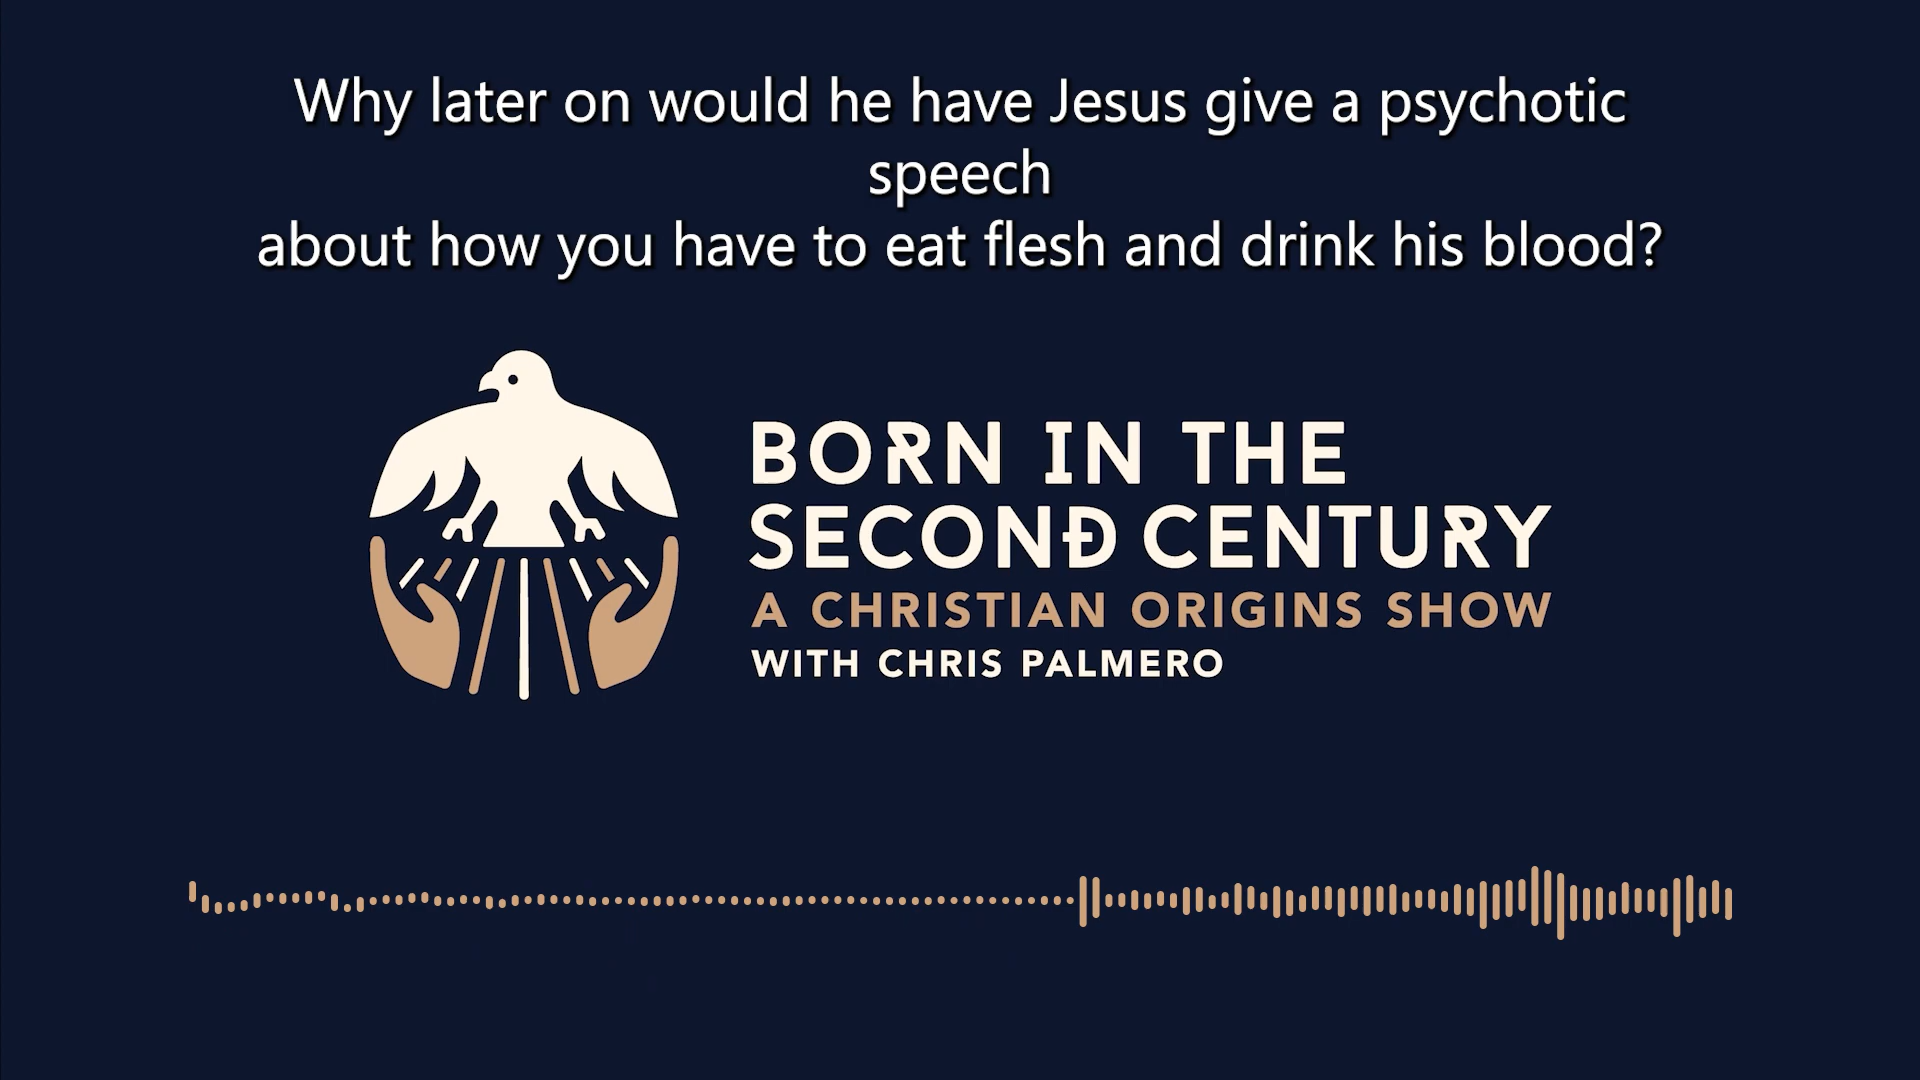 Why later on would he have Jesus give a psychotic
speech
about how you have to eat flesh and drink his blood?
BORN IN THE
SECOND CENTURY
A CHRISTIAN ORIGINS SHOW
WITH CHRIS PALMERO